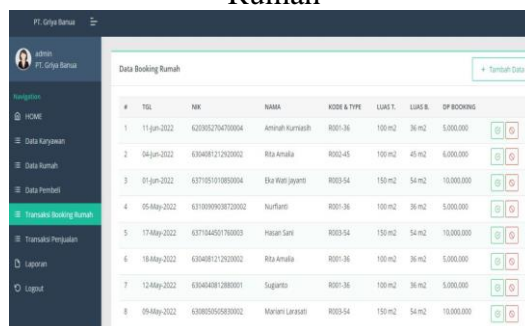 Rumah
PT. Griya Banua
admin
PT. Griya Banua
Data Booking Rumah
+ Tambah Data
Navigation
HOME
Data Karyawan
Data Rumah
Data Pembeli
Transaksi Booking Rumah
Transaksi Penjualan
Laporan
Logout
# TGL NIK NAMA KODE & TYPE LUAS T. LUAS B. DP BOOKING
1 11-Jun-2022 6203052704700004 Aminah Kurniasih R001-36 100 m2 36 m2 5,000,000
2 04-Jun-2022 6304081212920002 Rita Amalia R002-45 100 m2 45 m2 6,000,000
3 01-Jun-2022 6371051010850004 Eka Wati Jayanti R003-54 150 m2 54 m2 10,000,000
4 05-May-2022 63100909038720002 Nurfianti R001-36 100 m2 36 m2 5,000,000
5 17-May-2022 6371044501760003 Hasan Sani R003-54 150 m2 54 m2 10,000,000
6 18-May-2022 6304081212920002 Rita Amalia R001-36 100 m2 36 m2 5,000,000
7 12-May-2022 6304040812880001 Sugianto R001-36 100 m2 36 m2 5,000,000
8 09-May-2022 6308050505830002 Mariani Larasati R003-54 150 m2 54 m2 10,000,000